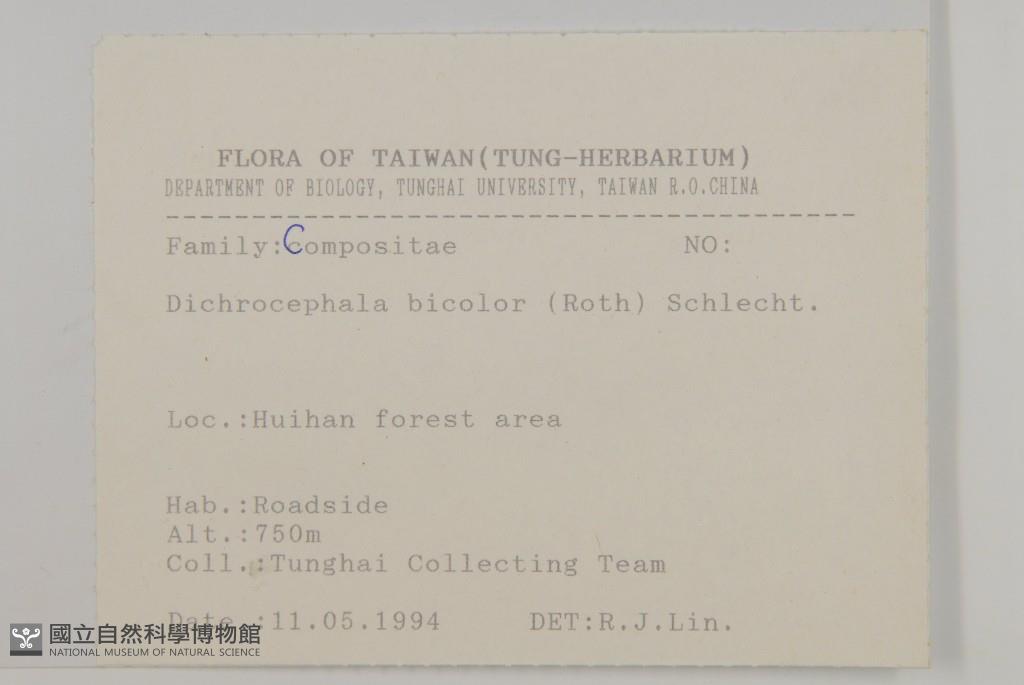 FLORA OF TAIWAN(TUNG-HERBARIUM)
DEPARTMENT OF BIOLOGY, TUNGHAI UNIVERSITY, TAIWAN R.O.CHINA
Family:Compositae NO:
Dichrocephala bicolor (Roth) Schlecht.
Loc.:Huihan forest area
Hab.:Roadside
Alt.:750m
Coll.:Tunghai Collecting Team
Date.:11.05.1994 DET:R.J.Lin.
國立自然科學博物館
NATIONAL MUSEUM OF NATURAL SCIENCE